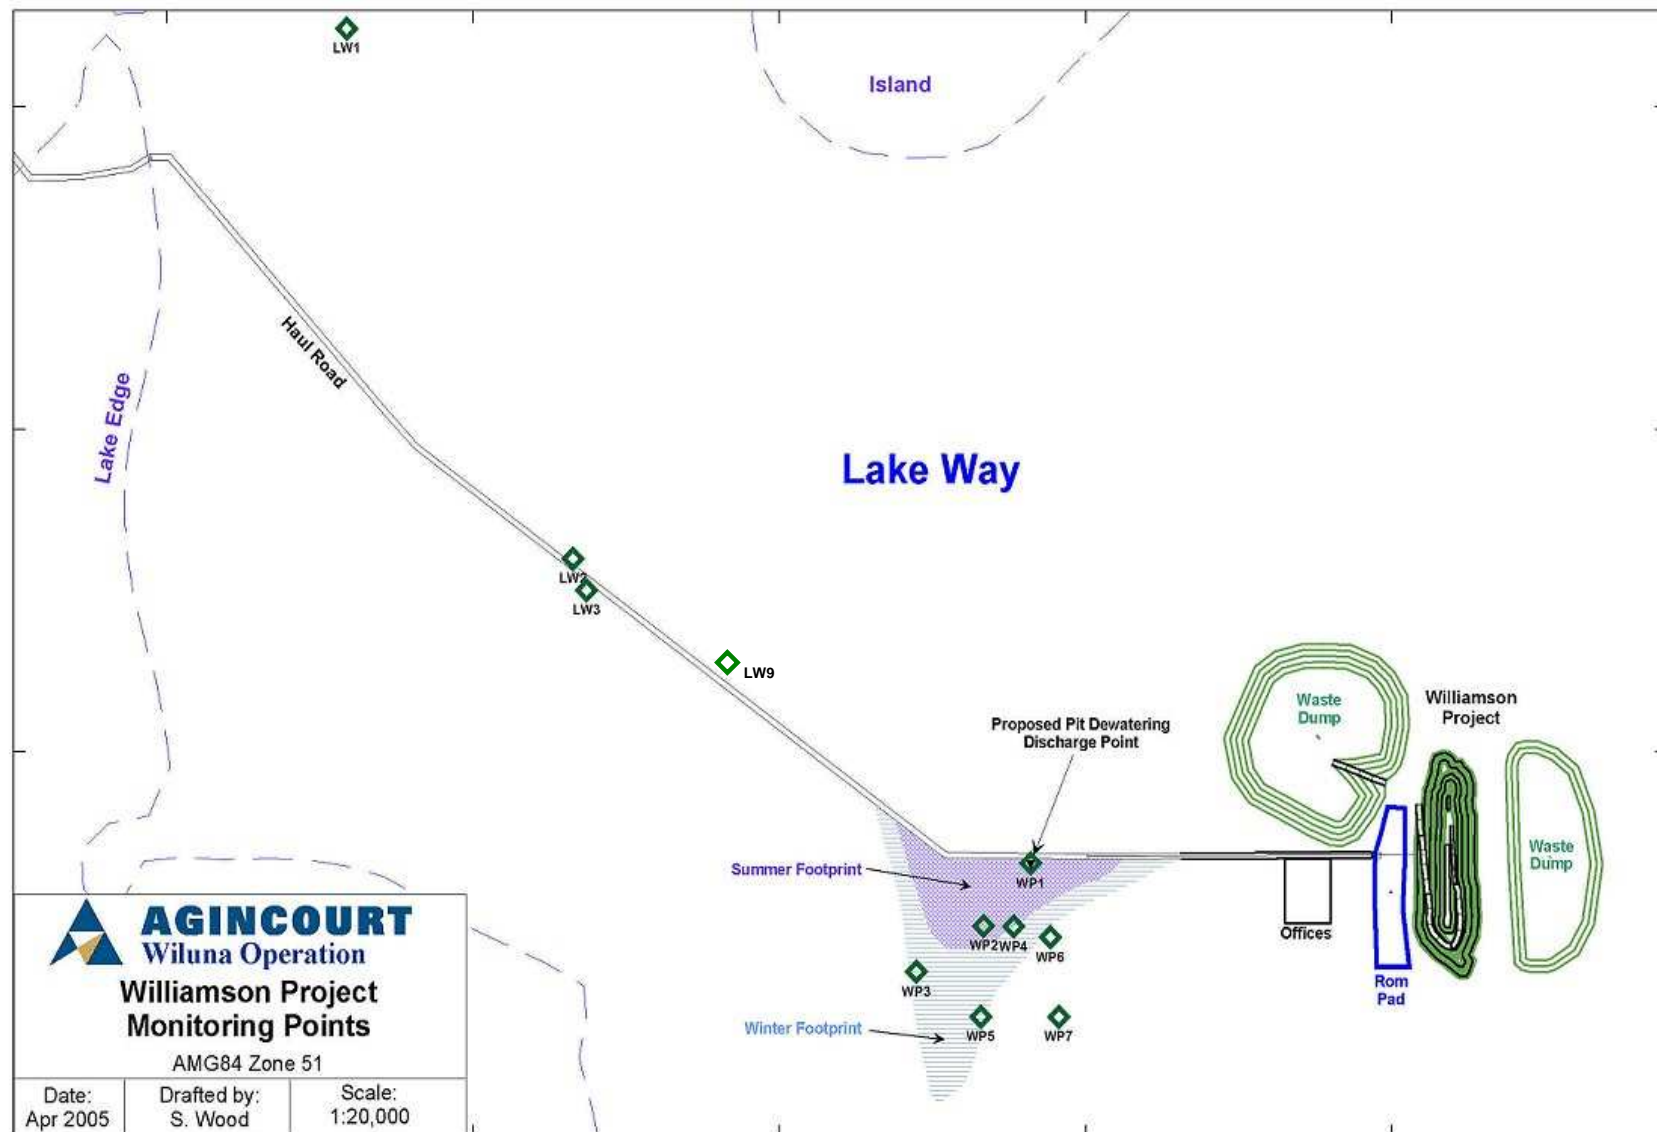 LW1
Island
Haul Road
Lake Edge
Lake Way
LW2
LW3
LW9
Proposed Pit Dewatering
Discharge Point
Waste
Dump
Williamson
Project
Waste
Dump
Summer Footprint
WP1
WP2
WP4
WP6
WP3
WP5
WP7
Winter Footprint
Offices
Rom
Pad
AGINCOURT
Wiluna Operation
Williamson Project
Monitoring Points
AMG84 Zone 51
Date:
Apr 2005
Drafted by:
S. Wood
Scale:
1:20,000